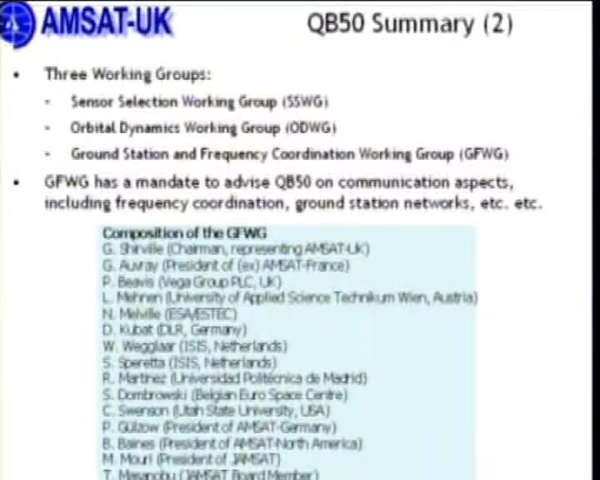 AMSAT-UK
QB50 Summary (2)
• Three Working Groups:
- Sensor Selection Working Group (SSWG)
- Orbital Dynamics Working Group (ODWG)
- Ground Station and Frequency Coordination Working Group (GFWG)
• GFWG has a mandate to advise QB50 on communication aspects,
including frequency coordination, ground station networks, etc. etc.
Composition of the GFWG
G. Shirville (Chairman, representing AMSAT-UK)
G. Auvray (President of (ex) AMSAT-France)
P. Beavis (Vega Group PLC, UK)
L. Mehnen (University of Applied Science Technikum Wien, Austria)
N. Melville (ESA/ESTEC)
D. Kubat (DLR, Germany)
W. Wegglaar (ISIS, Netherlands)
S. Speretta (ISIS, Netherlands)
R. Martinez (Universidad Politécnica de Madrid)
S. Dombrowski (Belgian Euro Space Centre)
C. Swenson (Utah State University, USA)
P. Gülzow (President of AMSAT-Germany)
B. Baines (President of AMSAT-North America)
M. Mouri (President of JAMSAT)
T. Masanobu (JAMSAT Board Member)